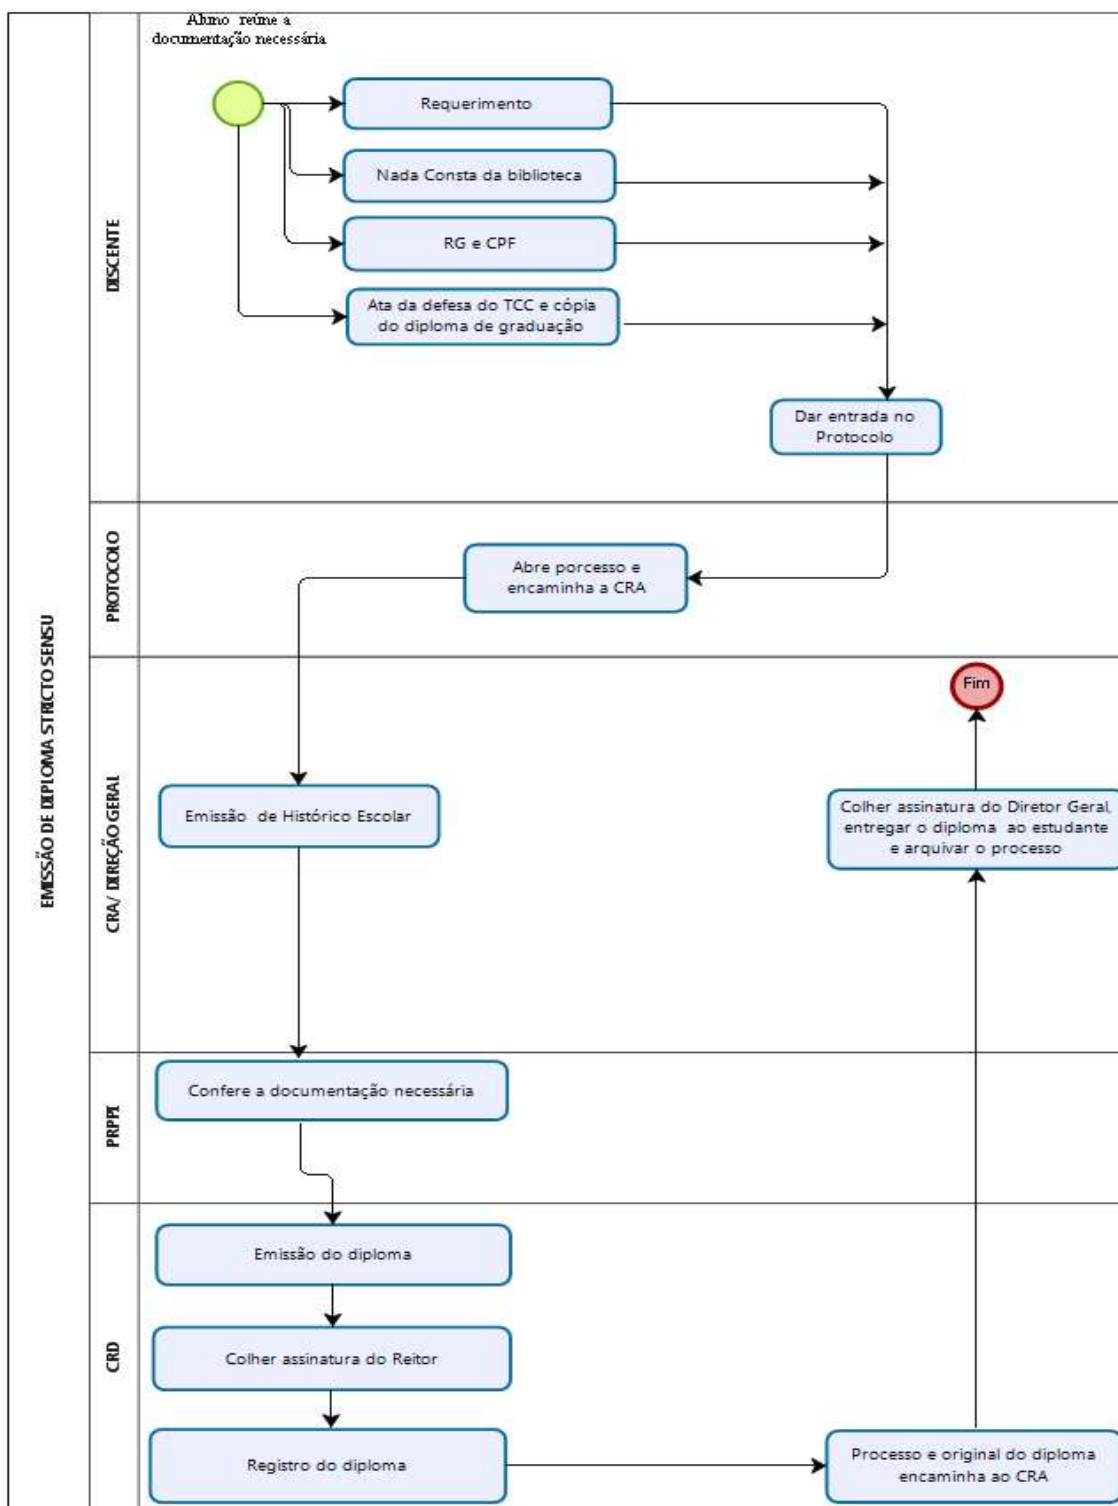 Aluno reúne a
documentação necessária
EMISSÃO DE DIPLOMA STRICTO SENSU
DISCENTE
Requerimento
Nada Consta da biblioteca
RG e CPF
Ata da defesa do TCC e cópia
do diploma de graduação
Dar entrada no
Protocolo
PROTOCOLO
Abre porcesso e
encaminha a CRA
CRA/ DIREÇÃO GERAL
Fim
Emissão de Histórico Escolar
Colher assinatura do Diretor Geral,
entregar o diploma ao estudante
e arquivar o processo
PRPPI
Confere a documentação necessária
CRD
Emissão do diploma
Colher assinatura do Reitor
Registro do diploma
Processo e original do diploma
encaminha ao CRA